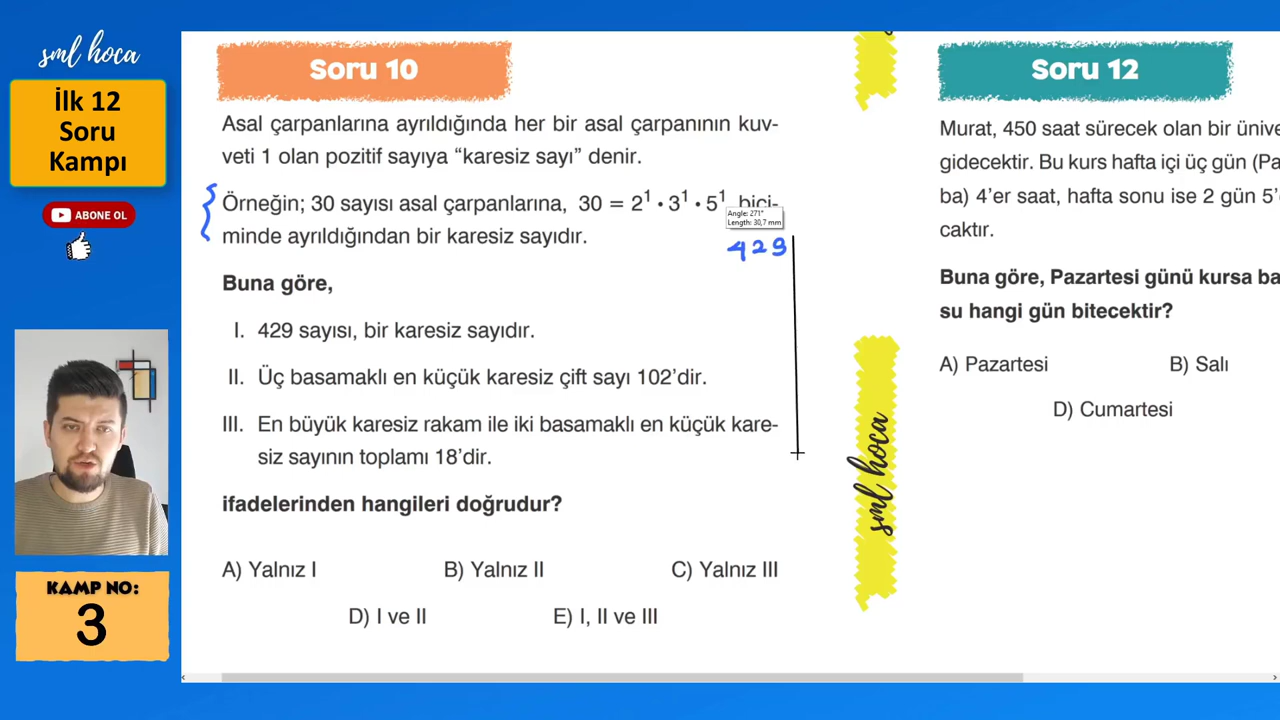 sml hoca
İlk 12
Soru
Kampı
ABONE OL
KAMP NO:
3
Soru 10
Asal çarpanlarına ayrıldığında her bir asal çarpanının kuv-
veti 1 olan pozitif sayıya “karesiz sayı” denir.
Örneğin; 30 sayısı asal çarpanlarına, 30 = 2¹ • 3¹ • 5¹ biçi-
minde ayrıldığından bir karesiz sayıdır.
Angle: 271°
Length: 30,7 mm
429
Buna göre,
I. 429 sayısı, bir karesiz sayıdır.
II. Üç basamaklı en küçük karesiz çift sayı 102’dir.
III. En büyük karesiz rakam ile iki basamaklı en küçük kare-
siz sayının toplamı 18’dir.
ifadelerinden hangileri doğrudur?
A) Yalnız I B) Yalnız II C) Yalnız III
D) I ve II E) I, II ve III
sml hoca
Soru 12
Murat, 450 saat sürecek olan bir ünive
gidecektir. Bu kurs hafta içi üç gün (Pa
ba) 4’er saat, hafta sonu ise 2 gün 5’e
caktır.
Buna göre, Pazartesi günü kursa ba
su hangi gün bitecektir?
A) Pazartesi B) Salı
D) Cumartesi